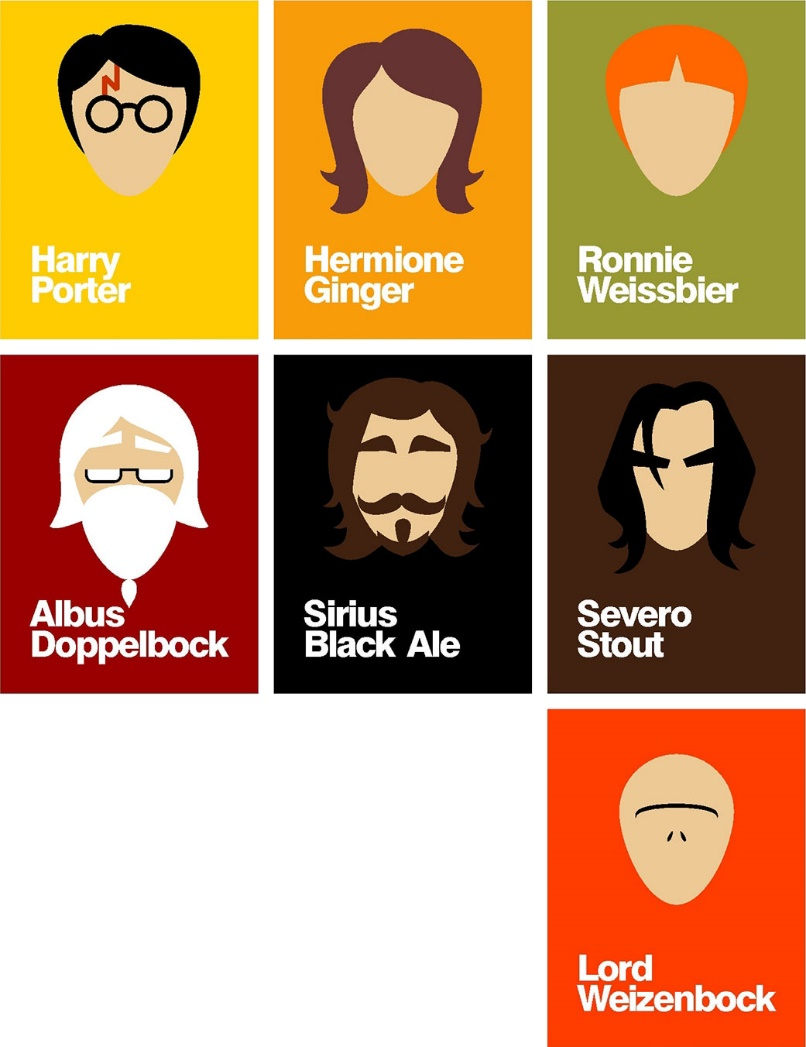 Harry
Porter
Hermione
Ginger
Ronnie
Weissbier
Albus
Doppelbock
Sirius
Black Ale
Severo
Stout
Lord
Weizenbock